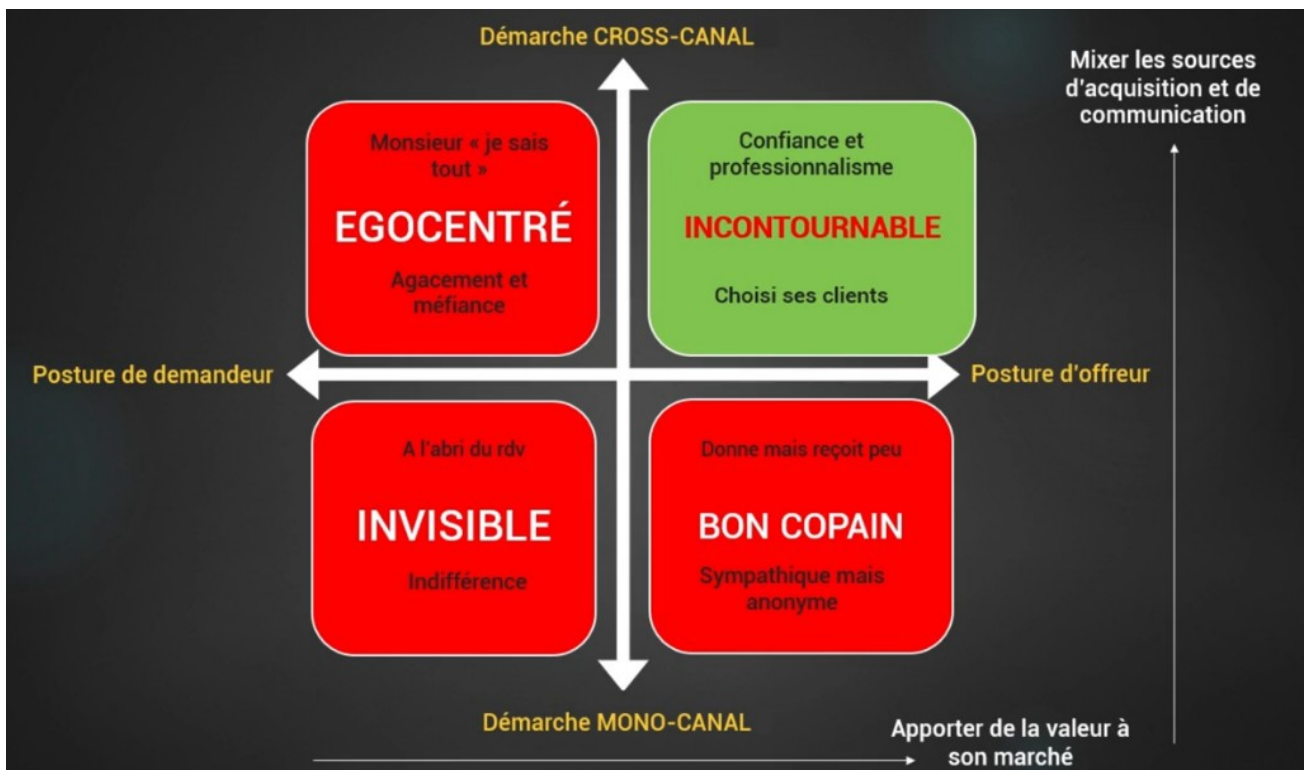 Démarche CROSS-CANAL
Mixer les sources
d'acquisition et de
communication
Monsieur « je sais
tout »
EGOCENTRÉ
Agacement et
méfiance
Confiance et
professionnalisme
INCONTOURNABLE
Choisi ses clients
Posture de demandeur
Posture d'offreur
A l'abri du rdv
INVISIBLE
Indifférence
Donne mais reçoit peu
BON COPAIN
Sympathique mais
anonyme
Démarche MONO-CANAL
Apporter de la valeur à
son marché